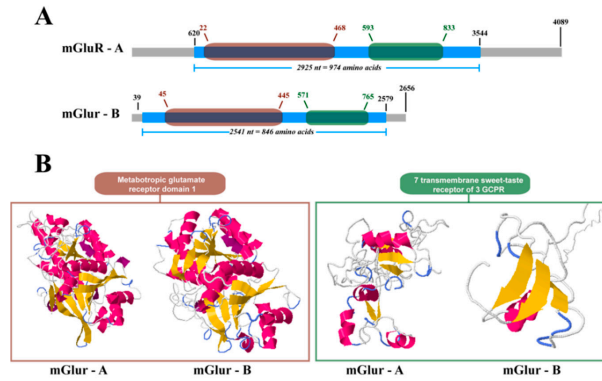 A
mGluR - A
620
22
468
593
833
3544
4089
2925 nt = 974 amino acids
mGlur - B
39
45
445
571
765
2579
2656
2541 nt = 846 amino acids
B
Metabotropic glutamate
receptor domain 1
7 transmembrane sweet-taste
receptor of 3 GCPR
mGlur - A
mGlur - B
mGlur - A
mGlur - B